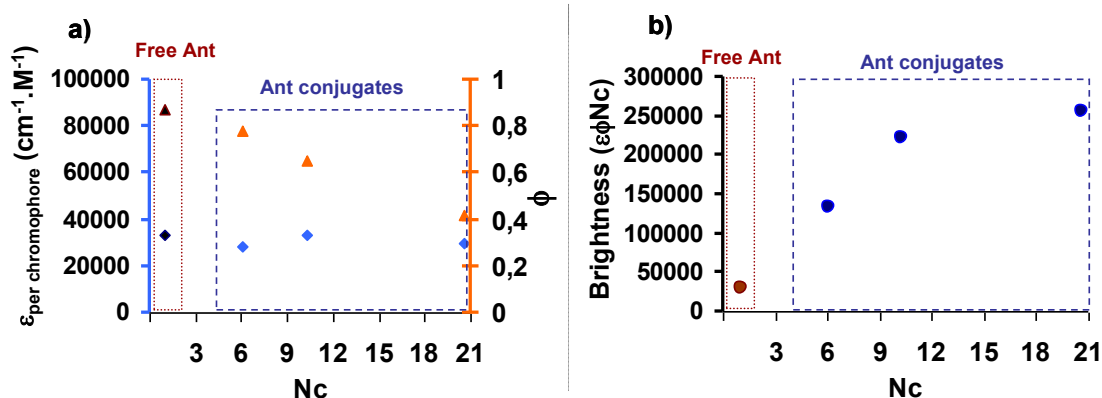 a)
Free Ant
Ant conjugates
100000
80000
60000
40000
20000
0
εper chromophore (cm-1.M-1)
1
0,8
0,6
0,4
0,2
0
ϕ
3 6 9 12 15 18 21
Nc
b)
Free Ant
Ant conjugates
300000
250000
200000
150000
100000
50000
0
Brightness (εϕNc)
3 6 9 12 15 18 21
Nc